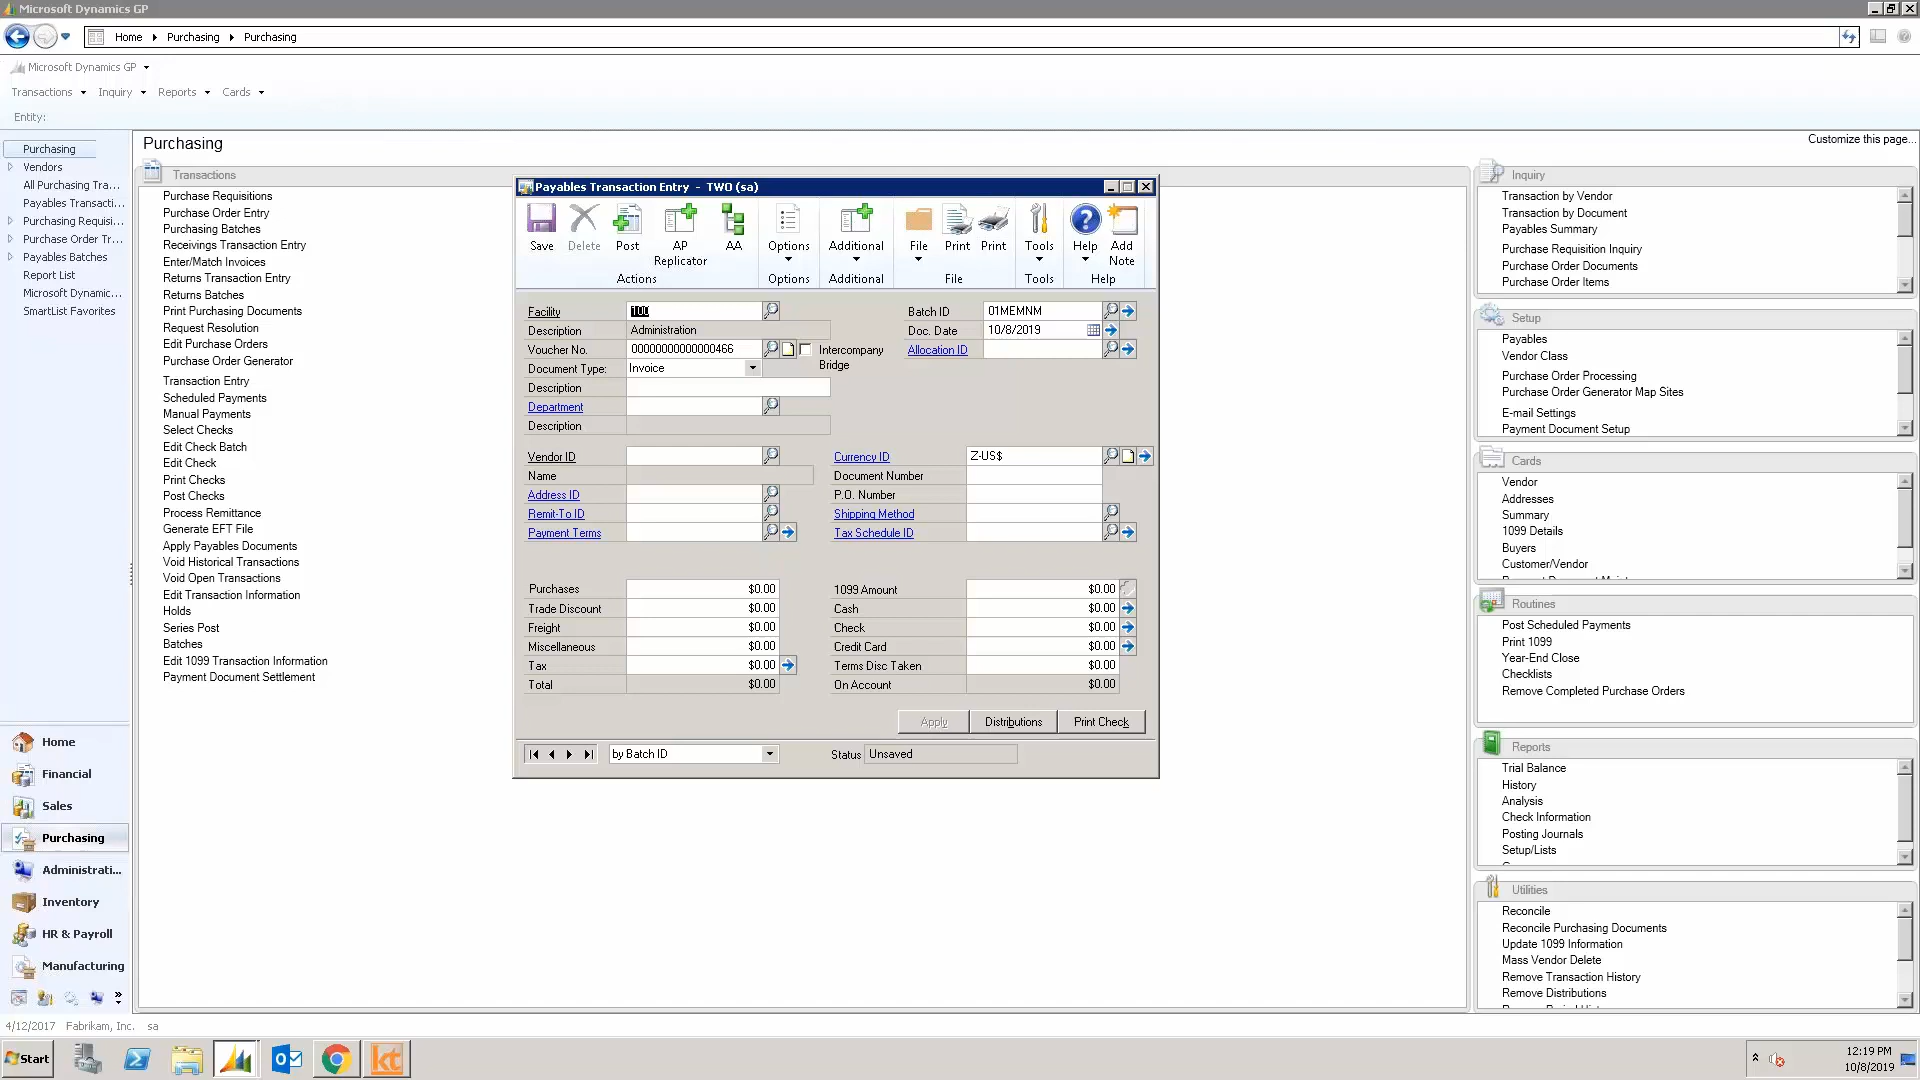 Microsoft Dynamics GP
Home Purchasing Purchasing
Microsoft Dynamics GP
Transactions Inquiry Reports Cards
Entity:
Purchasing
Vendors
All Purchasing Tra...
Payables Transacti...
Purchasing Requisi...
Purchase Order Tr...
Payables Batches
Report List
Microsoft Dynamic...
SmartList Favorites
Home
Financial
Sales
Purchasing
Administrati...
Inventory
HR & Payroll
Manufacturing
Purchasing
Customize this page...
Transactions
Purchase Requisitions
Purchase Order Entry
Purchasing Batches
Receivings Transaction Entry
Enter/Match Invoices
Returns Transaction Entry
Returns Batches
Print Purchasing Documents
Request Resolution
Edit Purchase Orders
Purchase Order Generator
Transaction Entry
Scheduled Payments
Manual Payments
Select Checks
Edit Check Batch
Edit Check
Print Checks
Post Checks
Process Remittance
Generate EFT File
Apply Payables Documents
Void Historical Transactions
Void Open Transactions
Edit Transaction Information
Holds
Series Post
Batches
Edit 1099 Transaction Information
Payment Document Settlement
Payables Transaction Entry - TWO (sa)
Save Delete Post AP Replicator AA Options Additional File Print Print Tools Help Add Note
Actions Options Additional File Tools Help
Facility 100
Description Administration
Voucher No. 00000000000000466
Intercompany Bridge
Document Type: Invoice
Description
Department
Description
Batch ID 01MEMNM
Doc. Date 10/8/2019
Allocation ID
Vendor ID
Name
Address ID
Remit-To ID
Payment Terms
Currency ID Z-US$
Document Number
P.O. Number
Shipping Method
Tax Schedule ID
Purchases $0.00
Trade Discount $0.00
Freight $0.00
Miscellaneous $0.00
Tax $0.00
Total $0.00
1099 Amount $0.00
Cash $0.00
Check $0.00
Credit Card $0.00
Terms Disc Taken $0.00
On Account $0.00
Apply Distributions Print Check
by Batch ID Status Unsaved
Inquiry
Transaction by Vendor
Transaction by Document
Payables Summary
Purchase Requisition Inquiry
Purchase Order Documents
Purchase Order Items
Setup
Payables
Vendor Class
Purchase Order Processing
Purchase Order Generator Map Sites
E-mail Settings
Payment Document Setup
Cards
Vendor
Addresses
Summary
1099 Details
Buyers
Customer/Vendor
Routines
Post Scheduled Payments
Print 1099
Year-End Close
Checklists
Remove Completed Purchase Orders
Reports
Trial Balance
History
Analysis
Check Information
Posting Journals
Setup/Lists
Utilities
Reconcile
Reconcile Purchasing Documents
Update 1099 Information
Mass Vendor Delete
Remove Transaction History
Remove Distributions
4/12/2017 Fabrikam, Inc. sa
Start
kt
12:19 PM
10/8/2019